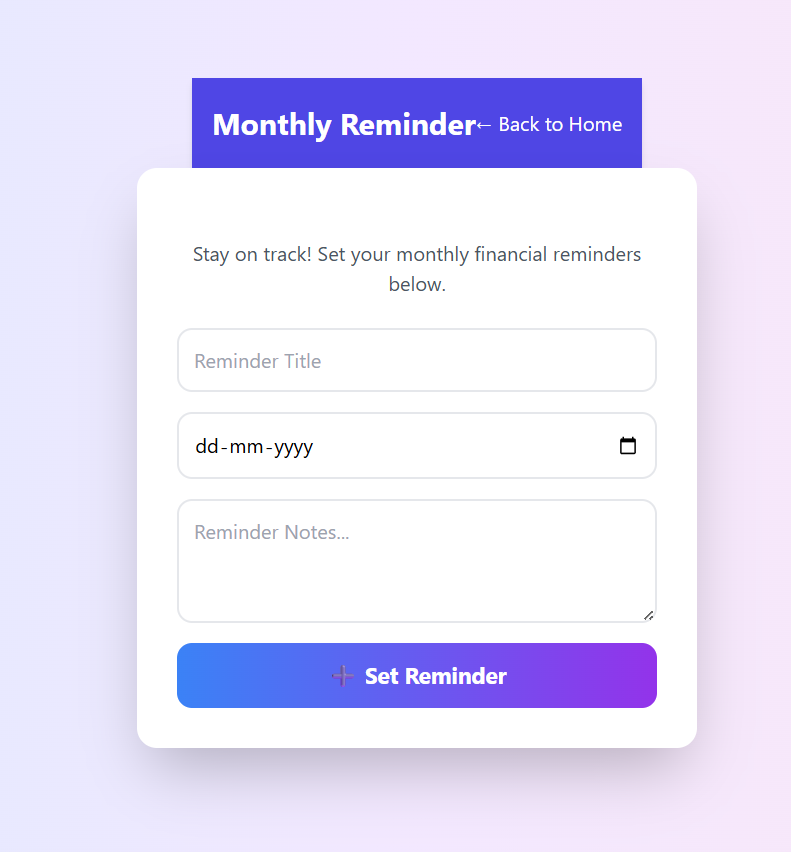 Monthly Reminder← Back to Home
Stay on track! Set your monthly financial reminders
below.
Reminder Title
dd-mm-yyyy
Reminder Notes...
➕ Set Reminder